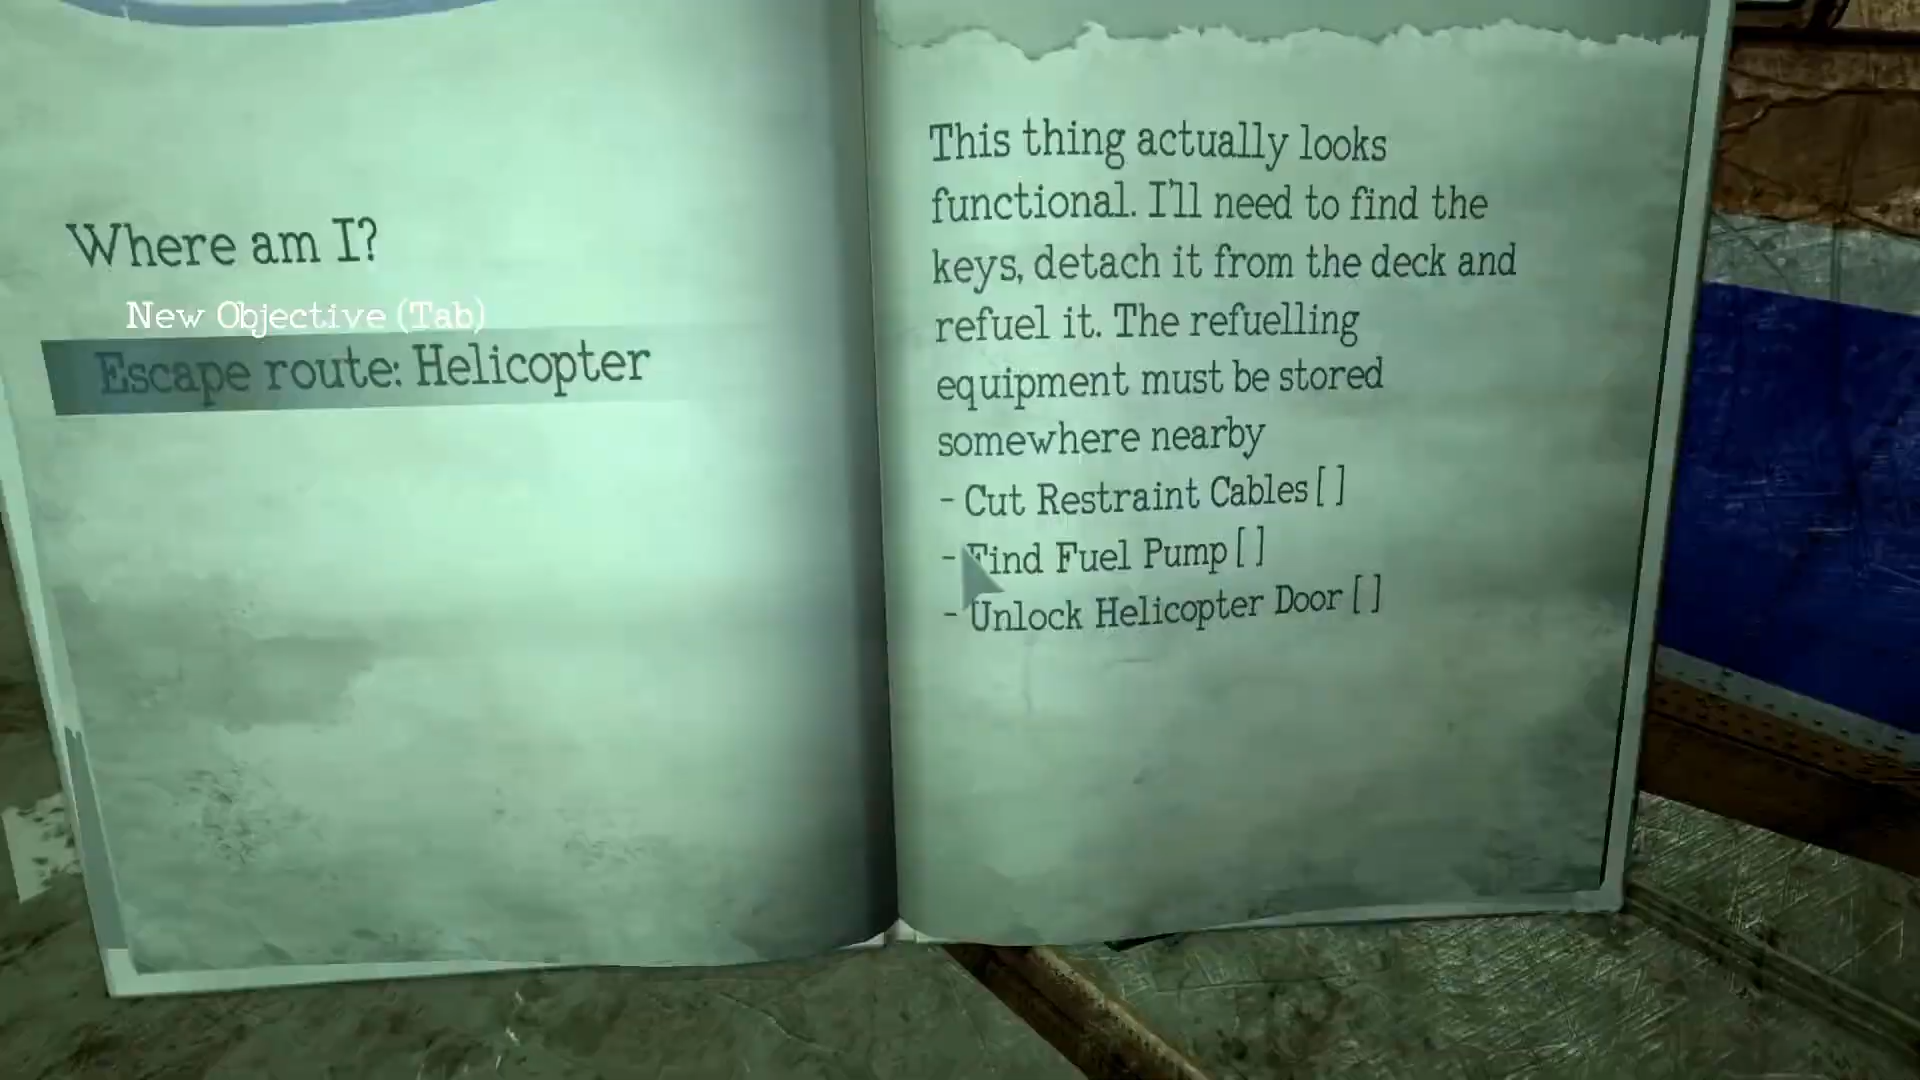 Where am I?
New Objective (Tab)
Escape route: Helicopter
This thing actually looks
functional. I'll need to find the
keys, detach it from the deck and
refuel it. The refuelling
equipment must be stored
somewhere nearby
- Cut Restraint Cables [ ]
- Find Fuel Pump [ ]
- Unlock Helicopter Door [ ]